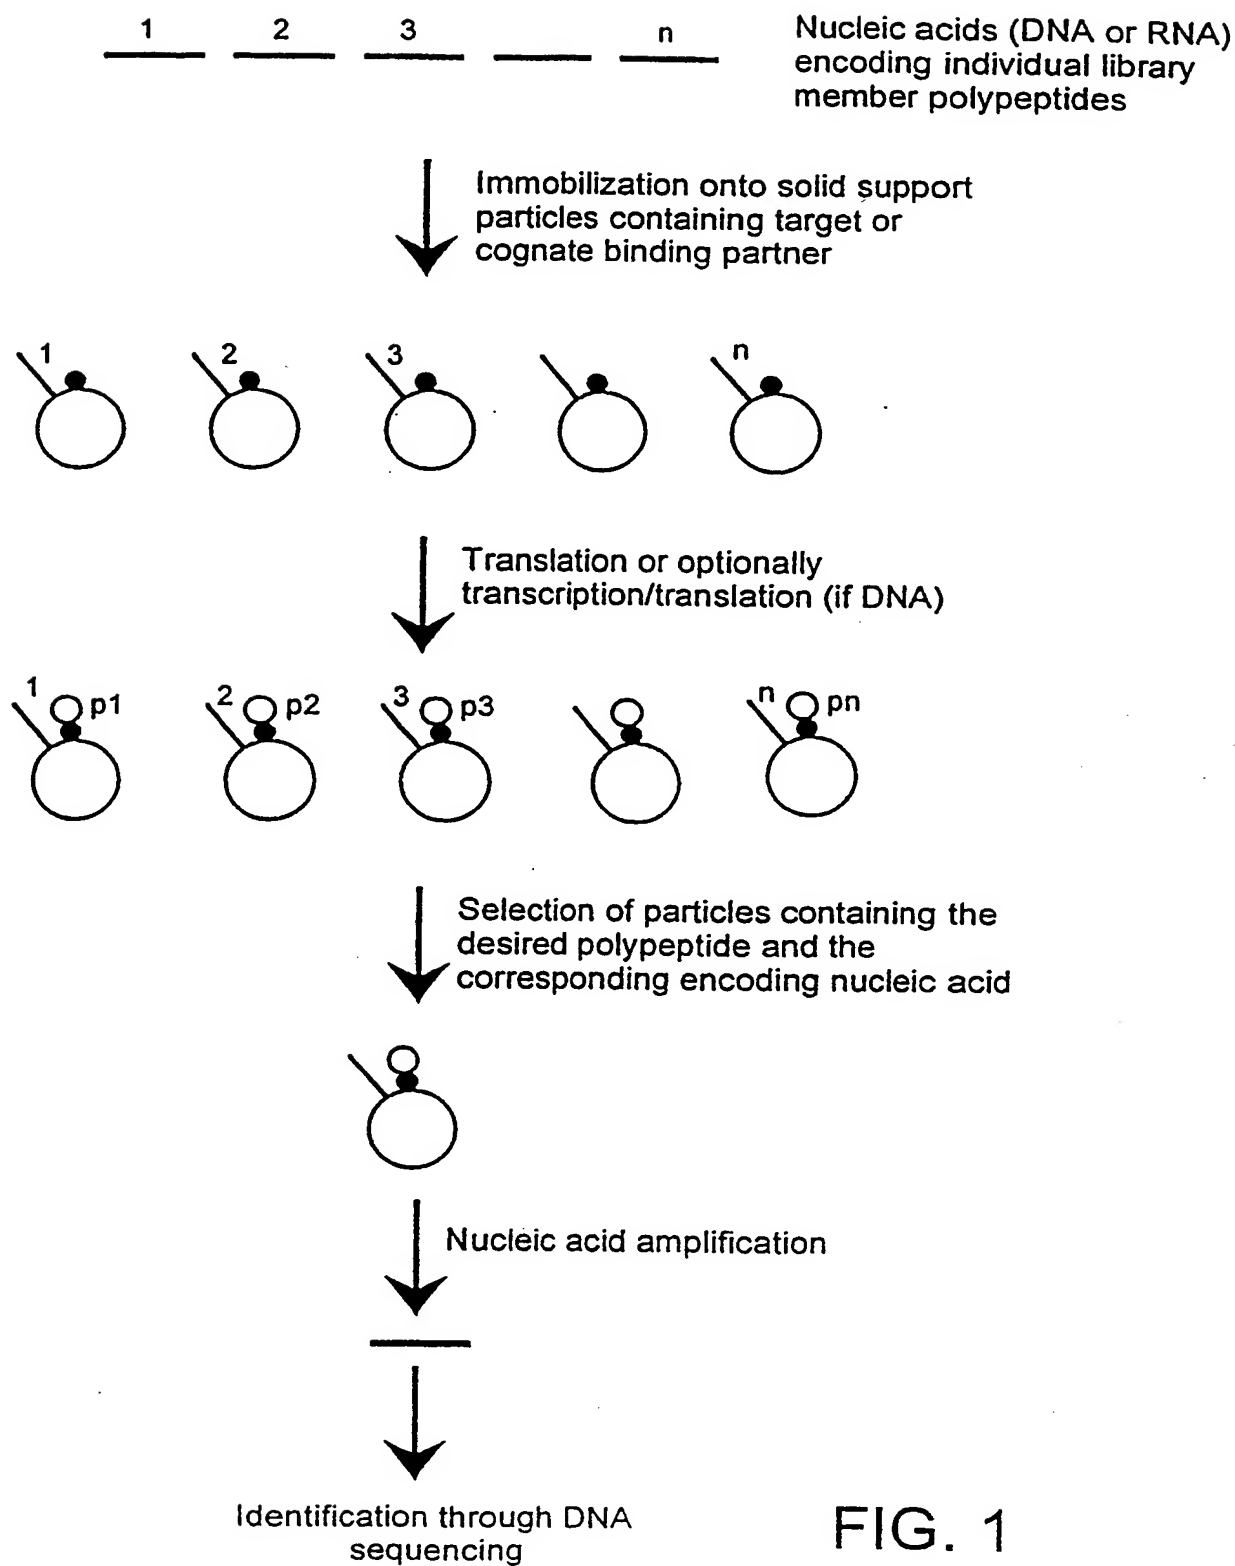 1 2 3 n
Nucleic acids (DNA or RNA)
encoding individual library
member polypeptides
Immobilization onto solid support
particles containing target or
cognate binding partner
1 2 3 n
Translation or optionally
transcription/translation (if DNA)
1 p1 2 p2 3 p3 n pn
Selection of particles containing the
desired polypeptide and the
corresponding encoding nucleic acid
Nucleic acid amplification
Identification through DNA
sequencing
FIG. 1